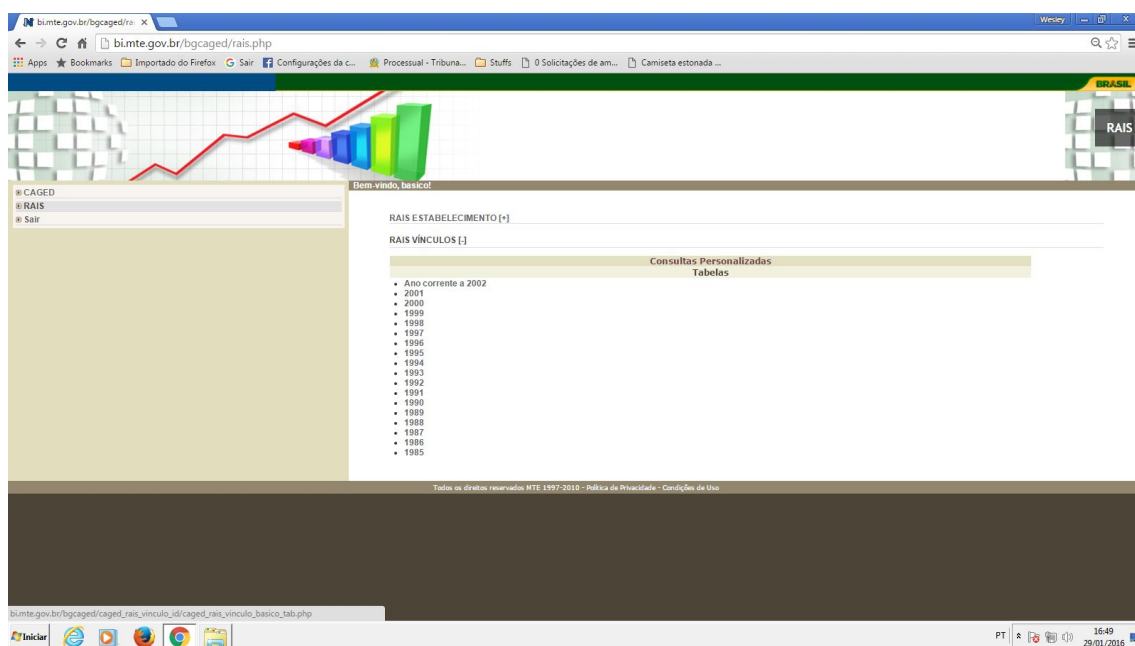 bi.mte.gov.br/bgcaged/ra
Wesley
bi.mte.gov.br/bgcaged/rais.php
Apps Bookmarks Importado do Firefox Sair Configurações da c... Processual - Tribuna... Stuffs 0 Solicitações de am... Camiseta estonada ...
BRASIL
RAIS
CAGED
RAIS
Sair
Bem-vindo, basico!
RAIS ESTABELECIMENTO [+]
RAIS VÍNCULOS [-]
Consultas Personalizadas
Tabelas
Ano corrente a 2002
2001
2000
1999
1998
1997
1996
1995
1994
1993
1992
1991
1990
1989
1988
1987
1986
1985
Todos os direitos reservados MTE 1997-2010 - Política de Privacidade - Condições de Uso
bi.mte.gov.br/bgcaged/caged_rais_vinculo_id/caged_rais_vinculo_basico_tab.php
Iniciar
PT
16:49
29/01/2016